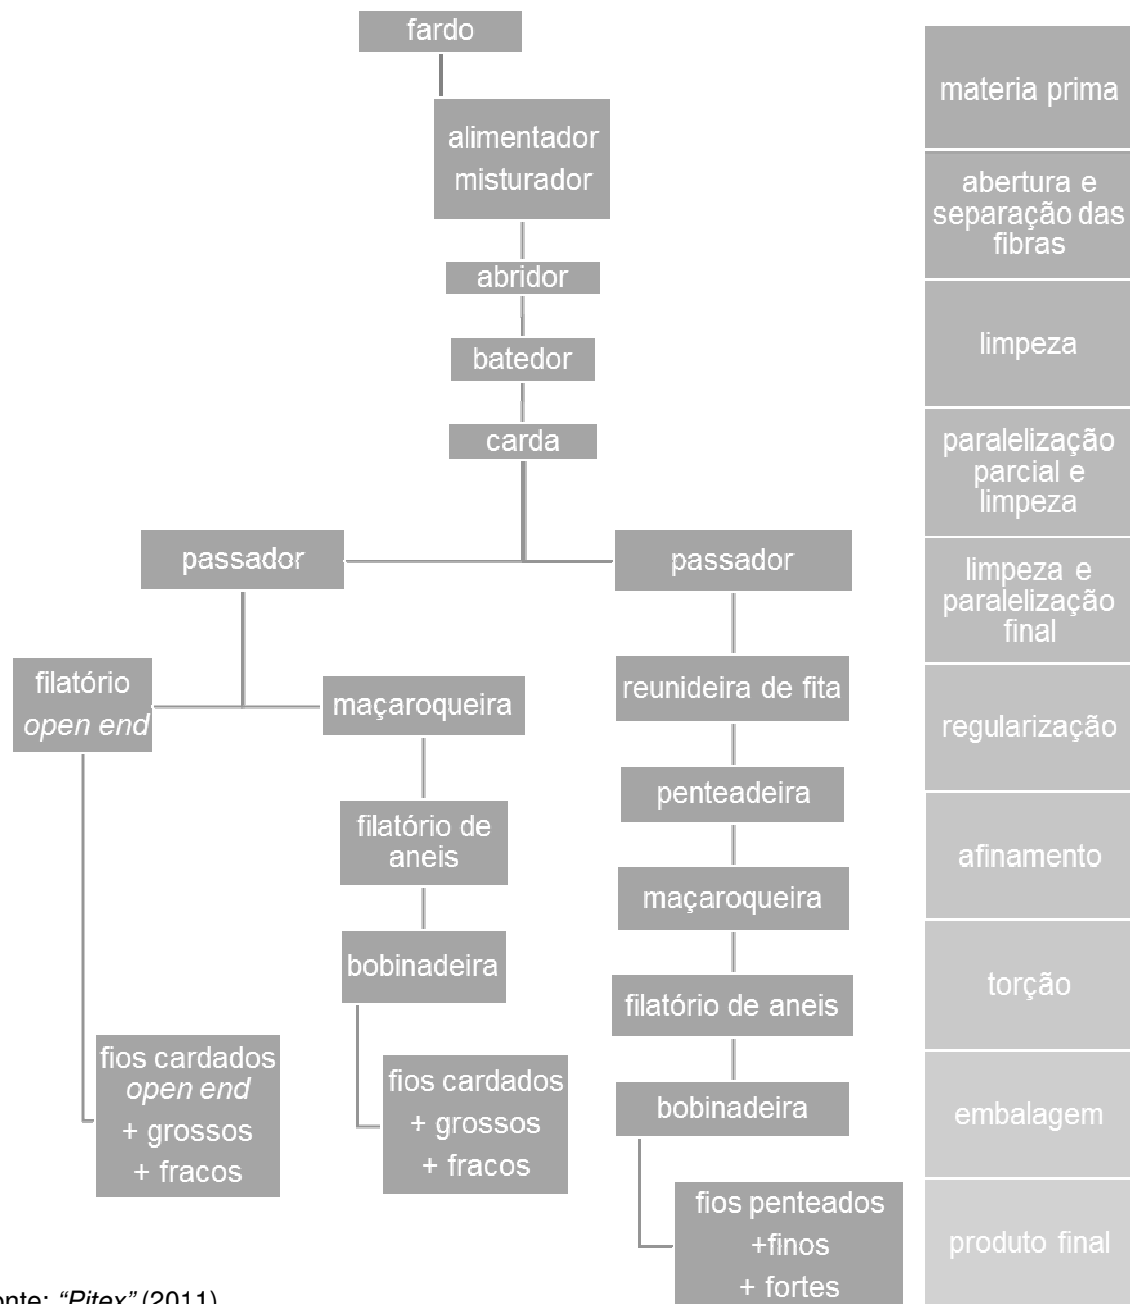 fardo
alimentador
misturador
abridor
batedor
carda
passador
filatório
open end
fios cardados
open end
+ grossos
+ fracos
maçaroqueira
filatório de
aneis
bobinadeira
fios cardados
+ grossos
+ fracos
passador
reunideira de fita
penteadeira
maçaroqueira
filatório de aneis
bobinadeira
fios penteados
+finos
+ fortes
materia prima
abertura e
separação das
fibras
limpeza
paralelização
parcial e
limpeza
limpeza e
paralelização
final
regularização
afinamento
torção
embalagem
produto final
onte: "Pitex" (2011)